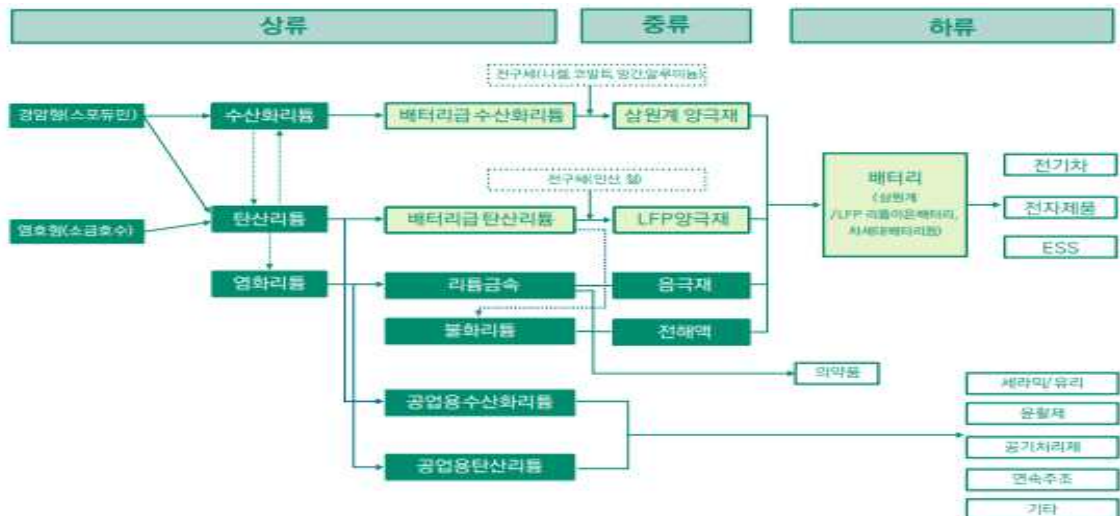 상류
중류
하류
전구체(니켈, 코발트, 망간,알루미늄)
경암형(스포듀민)
수산화리튬
배터리급 수산화리튬
삼원계 양극재
전구체(인산, 철)
배터리
(삼원계
/LFP 리튬이온배터리,
차세대배터리등)
전기차
전자제품
ESS
염호형(소금호수)
탄산리튬
배터리급 탄산리튬
LFP양극재
염화리튬
리튬금속
음극재
불화리튬
전해액
의약품
공업용수산화리튬
공업용탄산리튬
세라믹/유리
윤활제
공기처리제
연속주조
기타